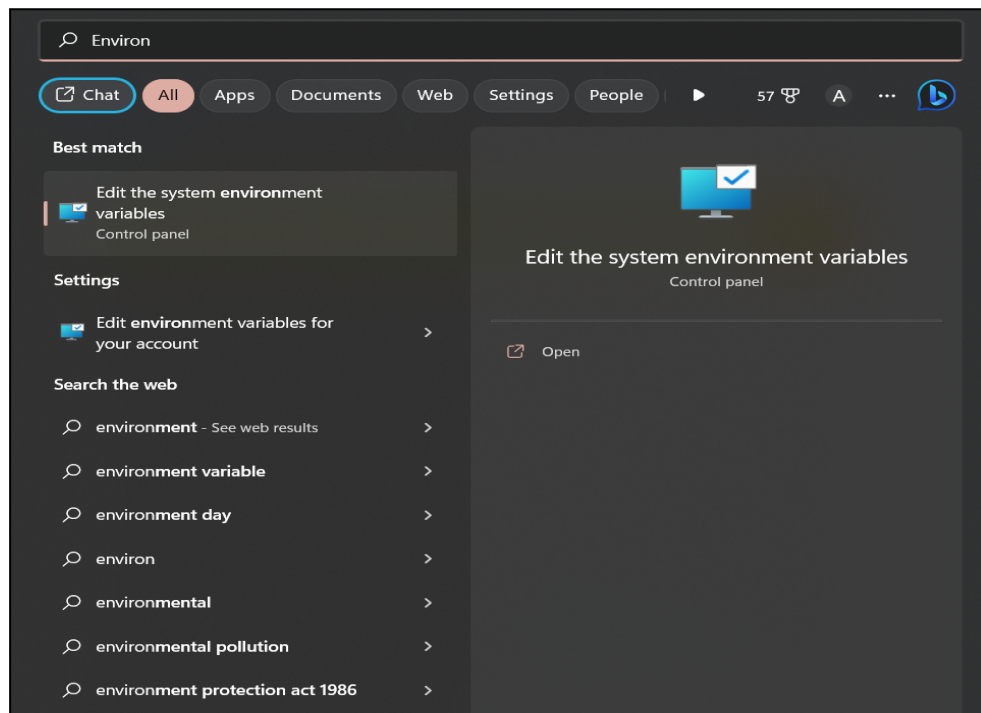 Environ
Chat All Apps Documents Web Settings People 57 A ...
Best match
Edit the system environment
variables
Control panel
Settings
Edit environment variables for
your account
Search the web
environment - See web results
environment variable
environment day
environ
environmental
environmental pollution
environment protection act 1986
Edit the system environment variables
Control panel
Open